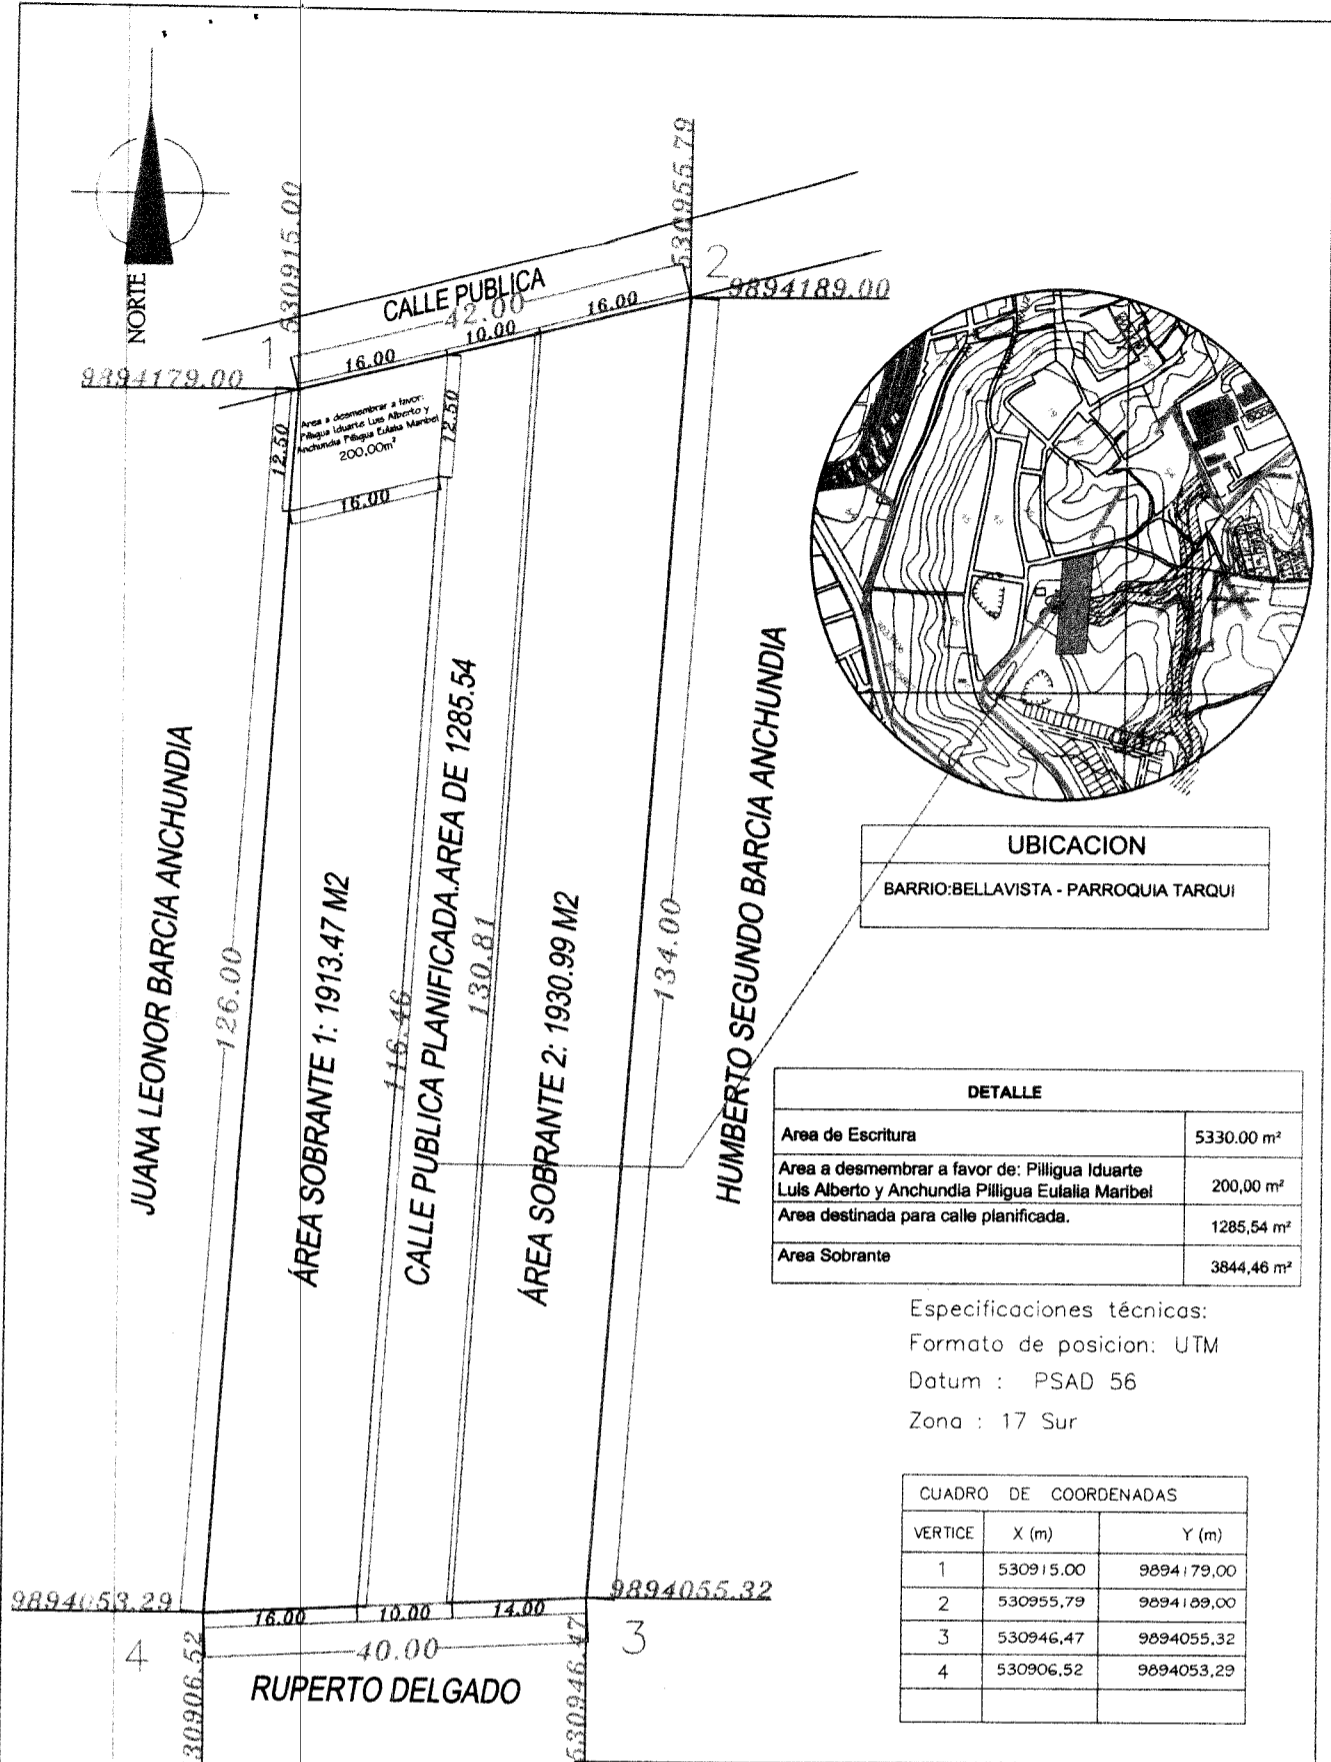 NORTE
530915.00
530955.79
CALLE PUBLICA
42.00
16.00
10.00
16.00
1
2
9894179.00
9894189.00
Area a desmembrar a favor:
Pilligua Iduarte Luis Alberto y
Anchundia Pilligua Eulalia Maribel
200,00m²
12.50
12.50
16.00
JUANA LEONOR BARCIA ANCHUNDIA
126.00
ÁREA SOBRANTE 1: 1913.47 M2
116.46
CALLE PUBLICA PLANIFICADA.AREA DE 1285.54
130.81
ÁREA SOBRANTE 2: 1930.99 M2
134.00
HUMBERTO SEGUNDO BARCIA ANCHUNDIA
UBICACION
BARRIO:BELLAVISTA - PARROQUIA TARQUI
DETALLE
Area de Escritura 5330.00 m²
Area a desmembrar a favor de: Pilligua Iduarte
Luis Alberto y Anchundia Pilligua Eulalia Maribel 200,00 m²
Area destinada para calle planificada. 1285,54 m²
Area Sobrante 3844,46 m²
Especificaciones técnicas:
Formato de posicion: UTM
Datum : PSAD 56
Zona : 17 Sur
CUADRO DE COORDENADAS
VERTICE X (m) Y (m)
1 530915.00 9894179,00
2 530955,79 9894189,00
3 530946,47 9894055.32
4 530906,52 9894053,29
9894053.29
9894055.32
16.00
10.00
14.00
4
40.00
3
RUPERTO DELGADO
30906.52
530946.47